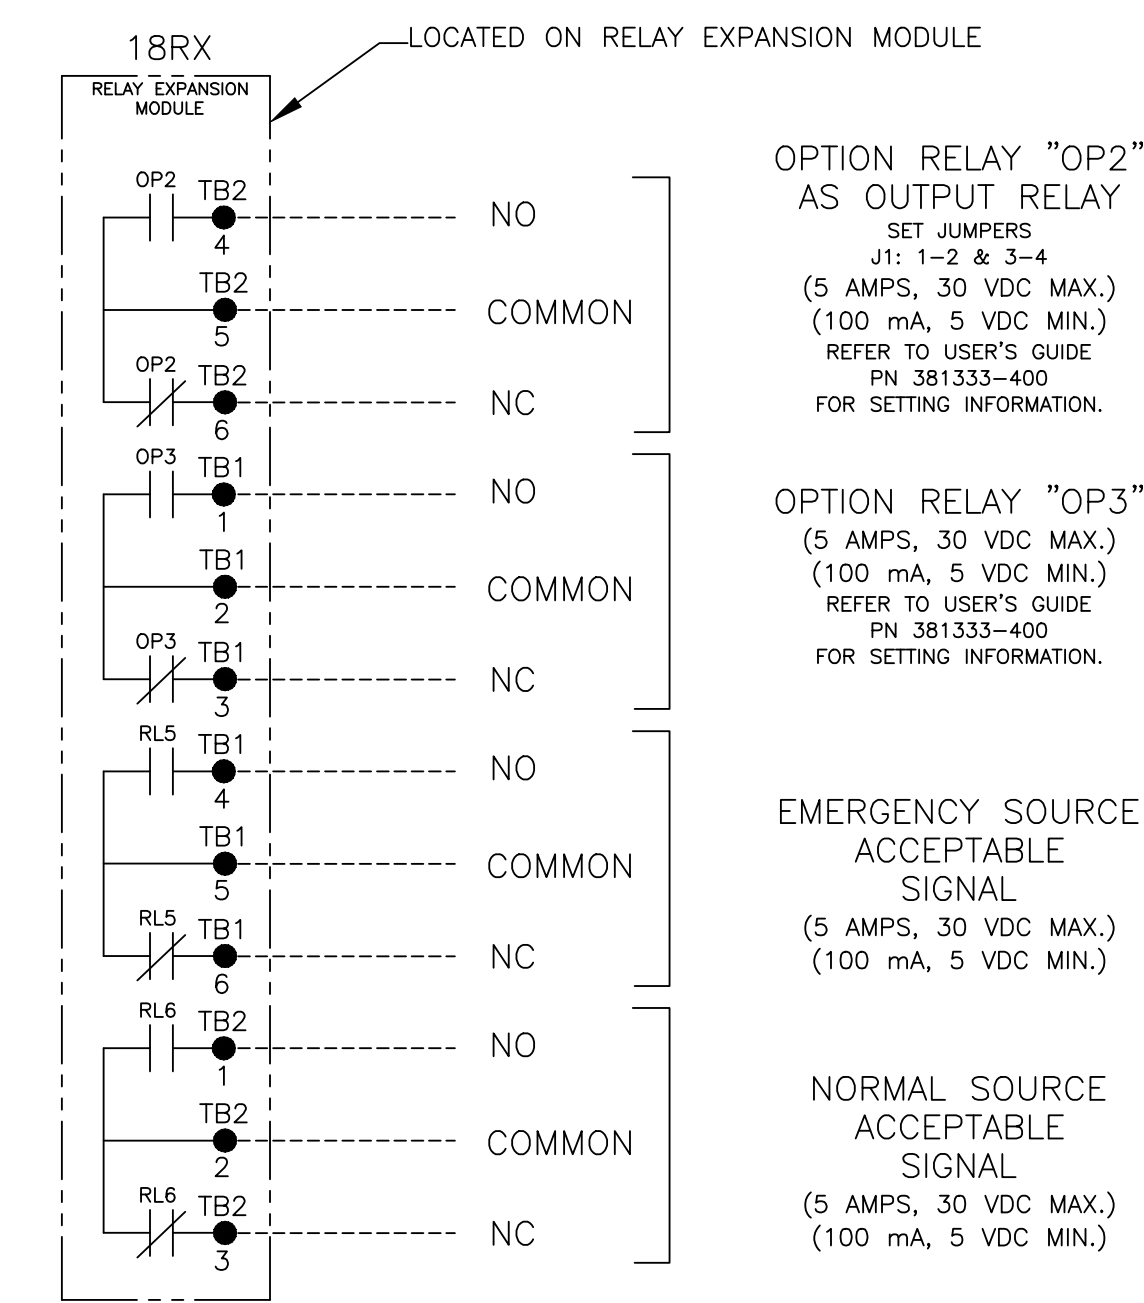 18RX
LOCATED ON RELAY EXPANSION MODULE
RELAY EXPANSION
MODULE
OP2
TB2
4
NO
TB2
5
COMMON
OP2
TB2
6
NC
OPTION RELAY ”OP2”
AS OUTPUT RELAY
SET JUMPERS
J1: 1–2 & 3–4
(5 AMPS, 30 VDC MAX.)
(100 mA, 5 VDC MIN.)
REFER TO USER'S GUIDE
PN 381333–400
FOR SETTING INFORMATION.
OP3
TB1
1
NO
TB1
2
COMMON
OP3
TB1
3
NC
OPTION RELAY ”OP3”
(5 AMPS, 30 VDC MAX.)
(100 mA, 5 VDC MIN.)
REFER TO USER'S GUIDE
PN 381333–400
FOR SETTING INFORMATION.
RL5
TB1
4
NO
TB1
5
COMMON
RL5
TB1
6
NC
EMERGENCY SOURCE
ACCEPTABLE
SIGNAL
(5 AMPS, 30 VDC MAX.)
(100 mA, 5 VDC MIN.)
RL6
TB2
1
NO
TB2
2
COMMON
RL6
TB2
3
NC
NORMAL SOURCE
ACCEPTABLE
SIGNAL
(5 AMPS, 30 VDC MAX.)
(100 mA, 5 VDC MIN.)